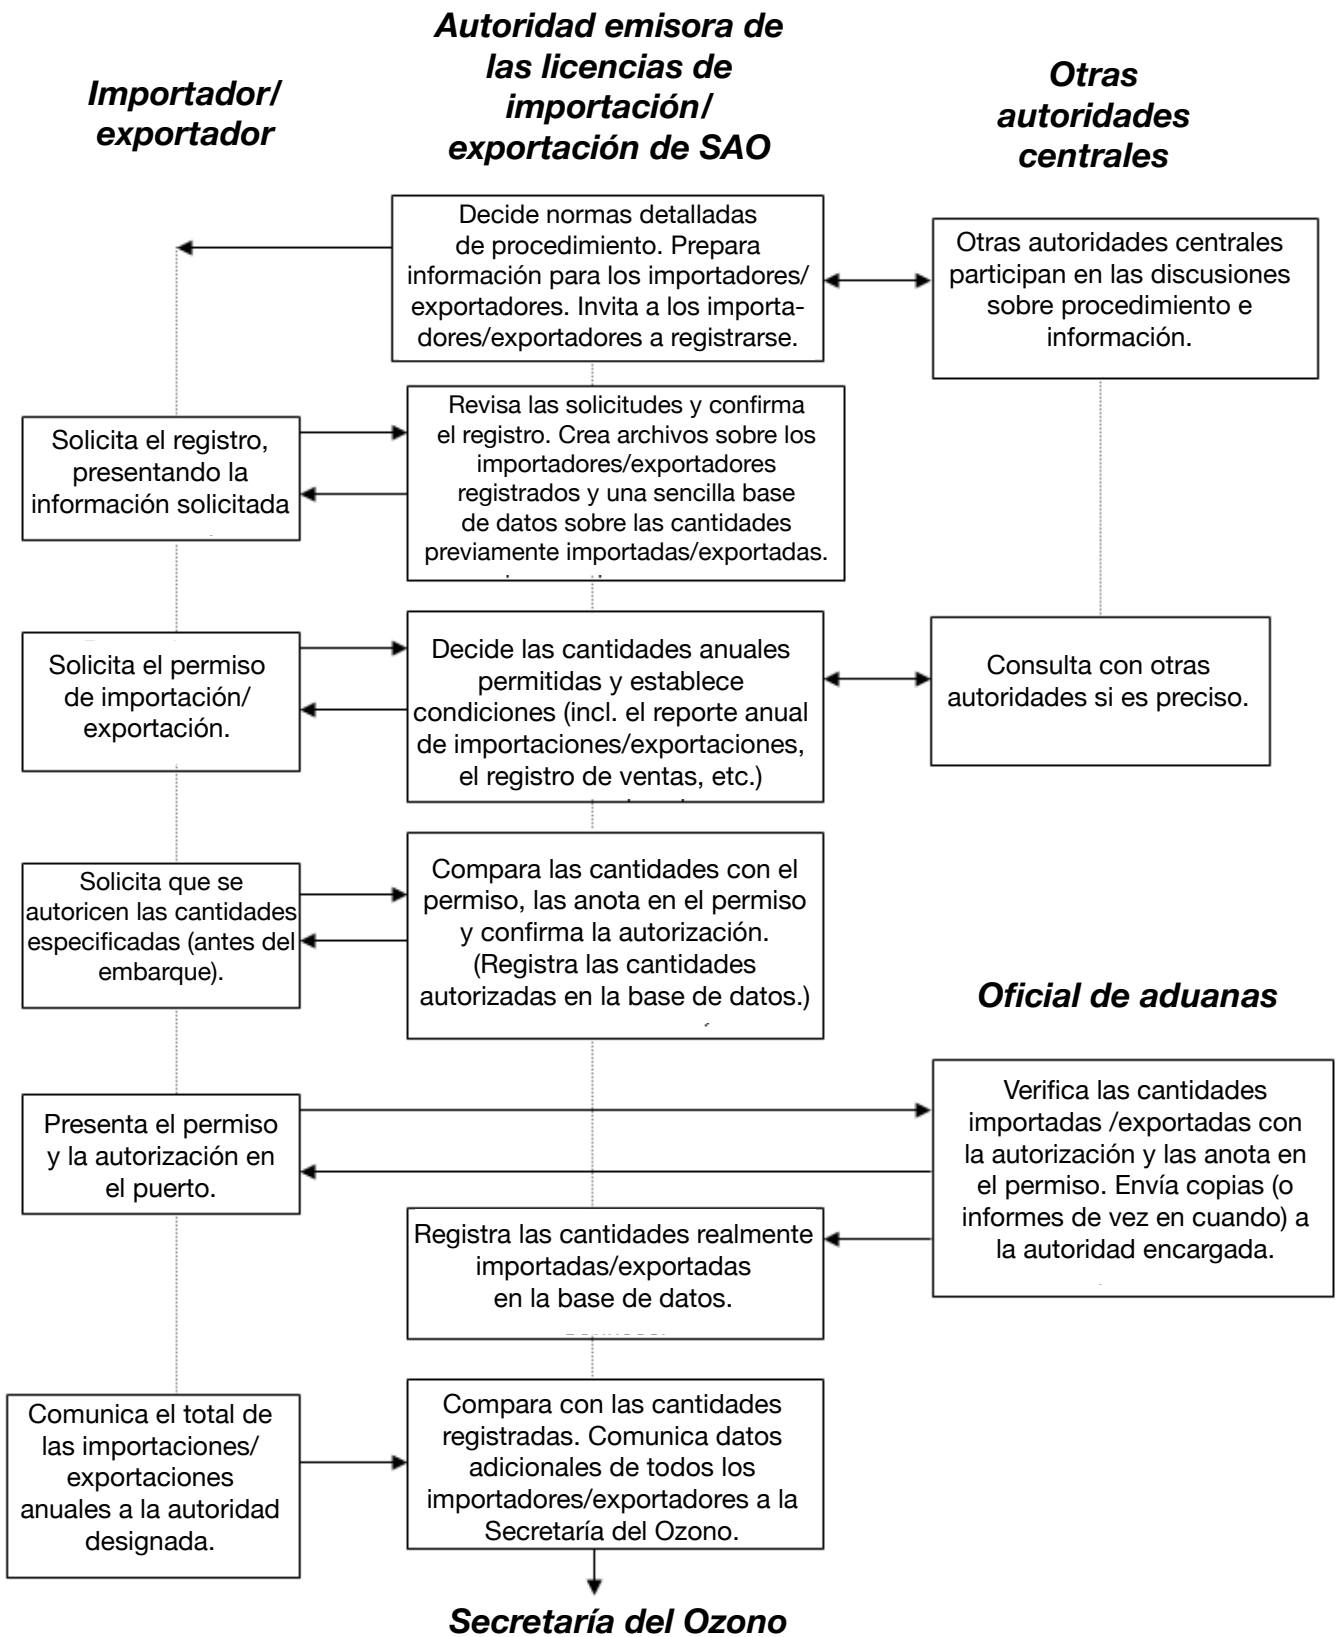 Importador/
exportador
Autoridad emisora de
las licencias de
importación/
exportación de SAO
Otras
autoridades
centrales
Decide normas detalladas
de procedimiento. Prepara
información para los importadores/
exportadores. Invita a los importa-
dores/exportadores a registrarse.
Otras autoridades centrales
participan en las discusiones
sobre procedimiento e
información.
Solicita el registro,
presentando la
información solicitada
Revisa las solicitudes y confirma
el registro. Crea archivos sobre los
importadores/exportadores
registrados y una sencilla base
de datos sobre las cantidades
previamente importadas/exportadas.
Solicita el permiso
de importación/
exportación.
Decide las cantidades anuales
permitidas y establece
condiciones (incl. el reporte anual
de importaciones/exportaciones,
el registro de ventas, etc.)
Consulta con otras
autoridades si es preciso.
Solicita que se
autoricen las cantidades
especificadas (antes del
embarque).
Compara las cantidades con el
permiso, las anota en el permiso
y confirma la autorización.
(Registra las cantidades
autorizadas en la base de datos.)
Oficial de aduanas
Presenta el permiso
y la autorización en
el puerto.
Verifica las cantidades
importadas /exportadas con
la autorización y las anota en
el permiso. Envía copias (o
informes de vez en cuando) a
la autoridad encargada.
Registra las cantidades realmente
importadas/exportadas
en la base de datos.
Comunica el total de
las importaciones/
exportaciones
anuales a la autoridad
designada.
Compara con las cantidades
registradas. Comunica datos
adicionales de todos los
importadores/exportadores a la
Secretaría del Ozono.
Secretaría del Ozono